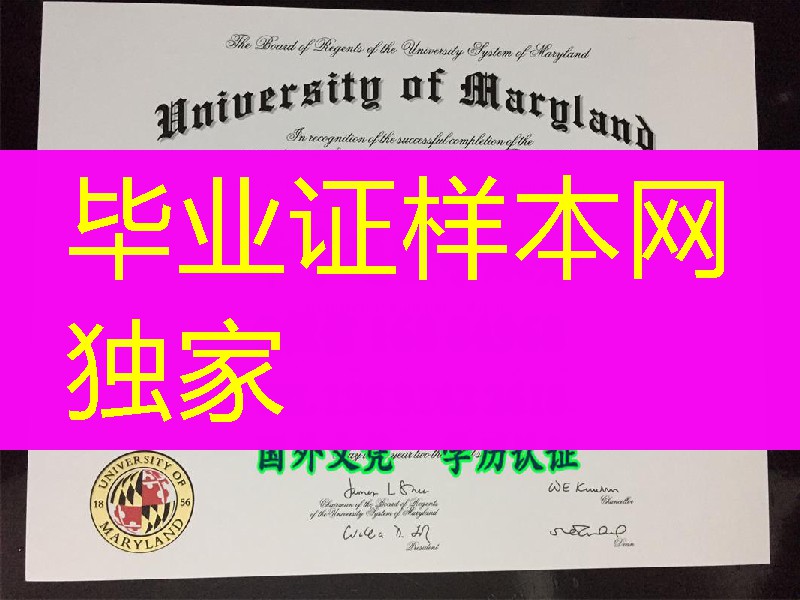 The Board of Regents of the University System of Maryland
University of Maryland
In recognition of the successful completion of the
毕业证样本网
独家
国外文凭 学历认证
UNIVERSITY OF
18 56
MARYLAND
Chairman of the Board of Regents
of the University System of Maryland
Chancellor
President
Dean